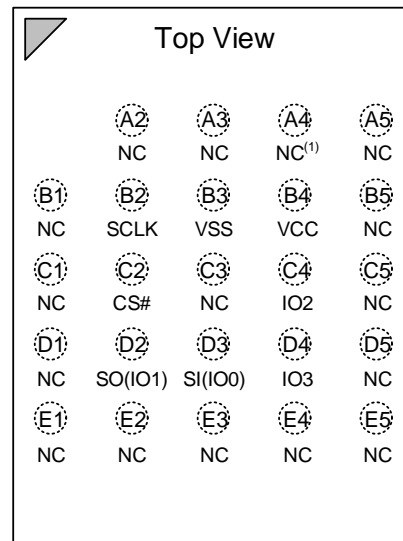 Top View
A2 A3 A4 A5
NC NC NC(1) NC
B1 B2 B3 B4 B5
NC SCLK VSS VCC NC
C1 C2 C3 C4 C5
NC CS# NC IO2 NC
D1 D2 D3 D4 D5
NC SO(IO1) SI(IO0) IO3 NC
E1 E2 E3 E4 E5
NC NC NC NC NC